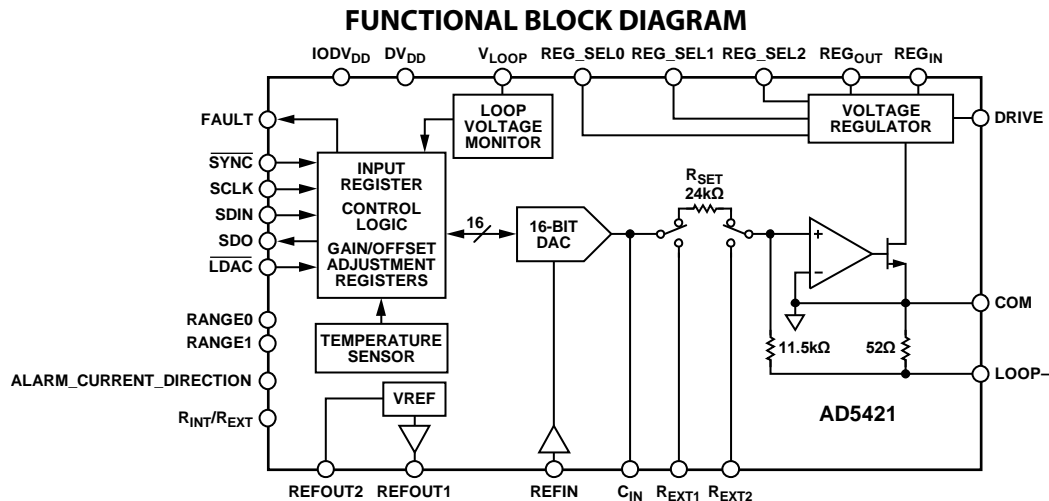 FUNCTIONAL BLOCK DIAGRAM
IODVDD
DVDD
VLOOP
REG_SEL0
REG_SEL1
REG_SEL2
REGOUT
REGIN
FAULT
SYNC
SCLK
SDIN
SDO
LDAC
RANGE0
RANGE1
ALARM_CURRENT_DIRECTION
RINT/REXT
LOOP
VOLTAGE
MONITOR
VOLTAGE
REGULATOR
DRIVE
INPUT
REGISTER
CONTROL
LOGIC
GAIN/OFFSET
ADJUSTMENT
REGISTERS
16
16-BIT
DAC
RSET
24kΩ
+
–
COM
TEMPERATURE
SENSOR
11.5kΩ
52Ω
LOOP–
VREF
AD5421
REFOUT2
REFOUT1
REFIN
CIN
REXT1
REXT2